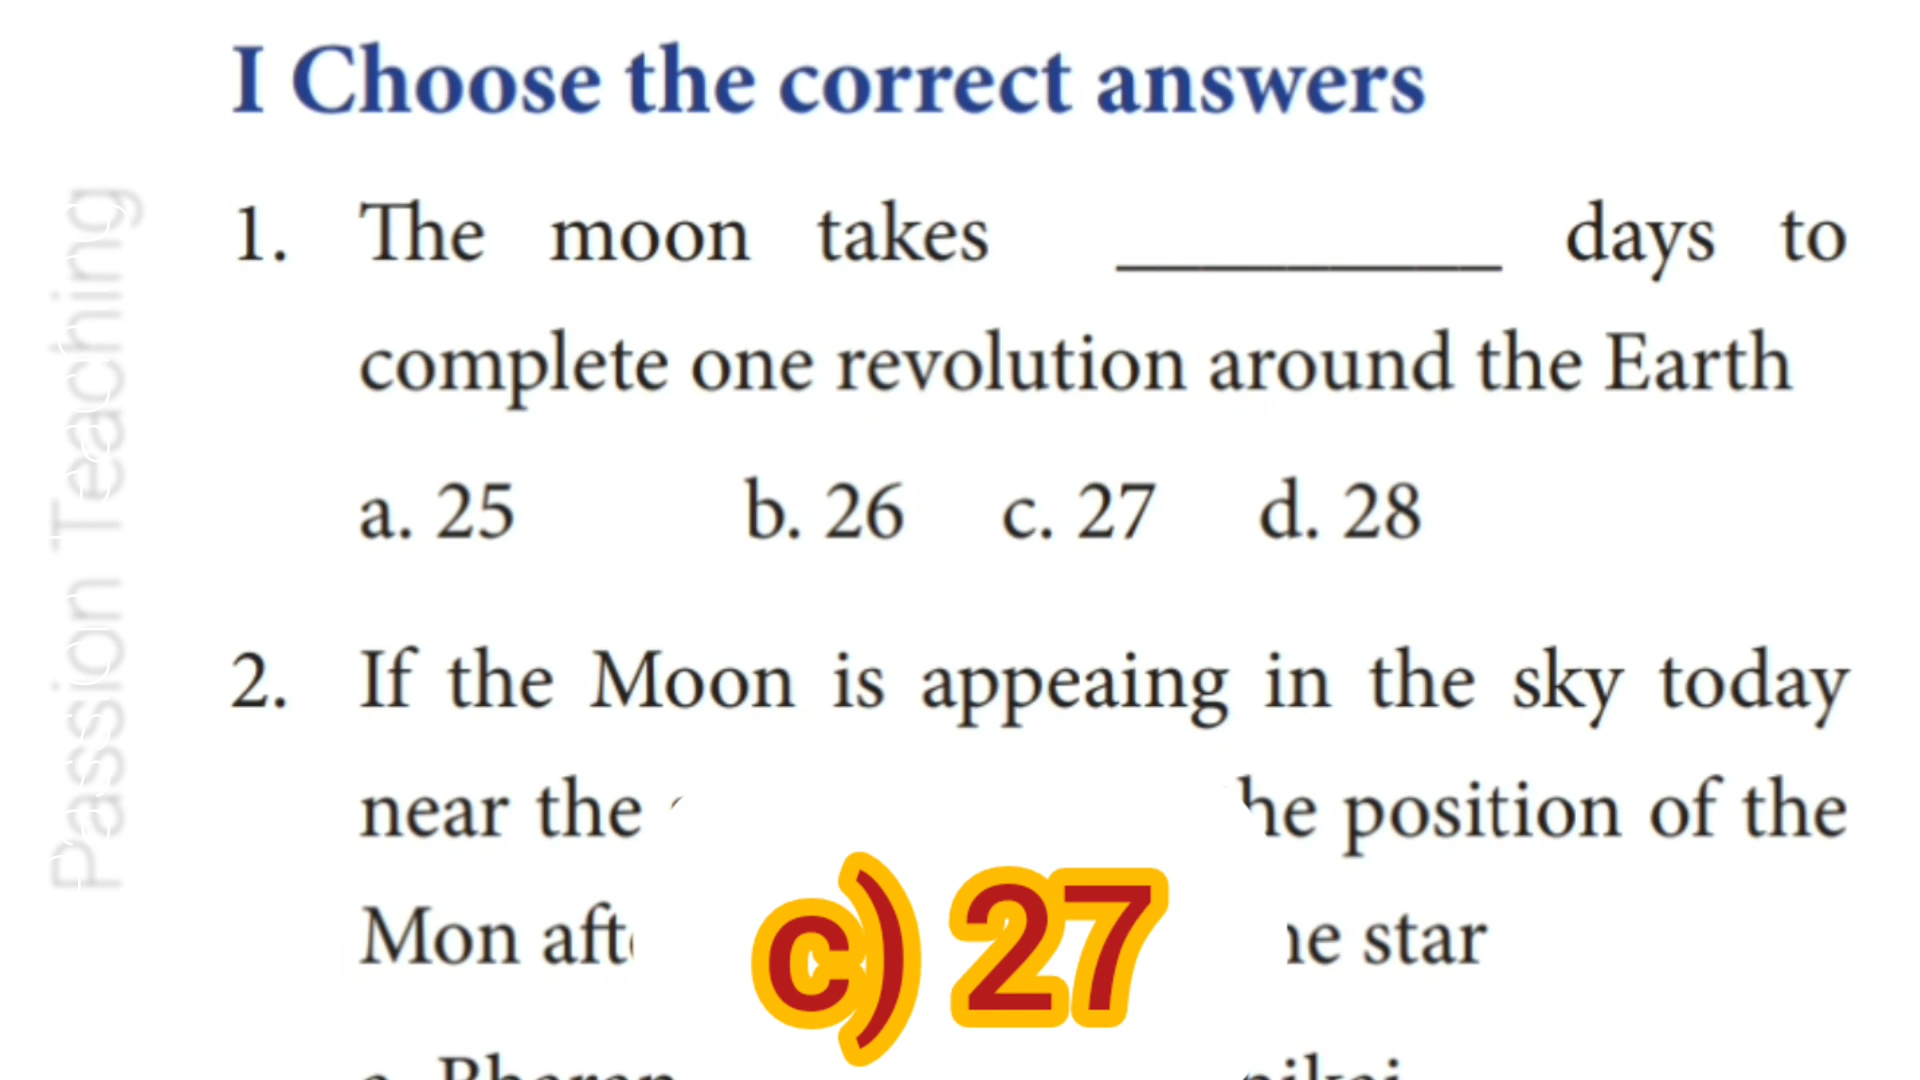 I Choose the correct answers
1. The moon takes __________ days to
complete one revolution around the Earth
a. 25 b. 26 c. 27 d. 28
2. If the Moon is appeaing in the sky today
near the he position of the
Mon star
c) 27
Passion Teaching